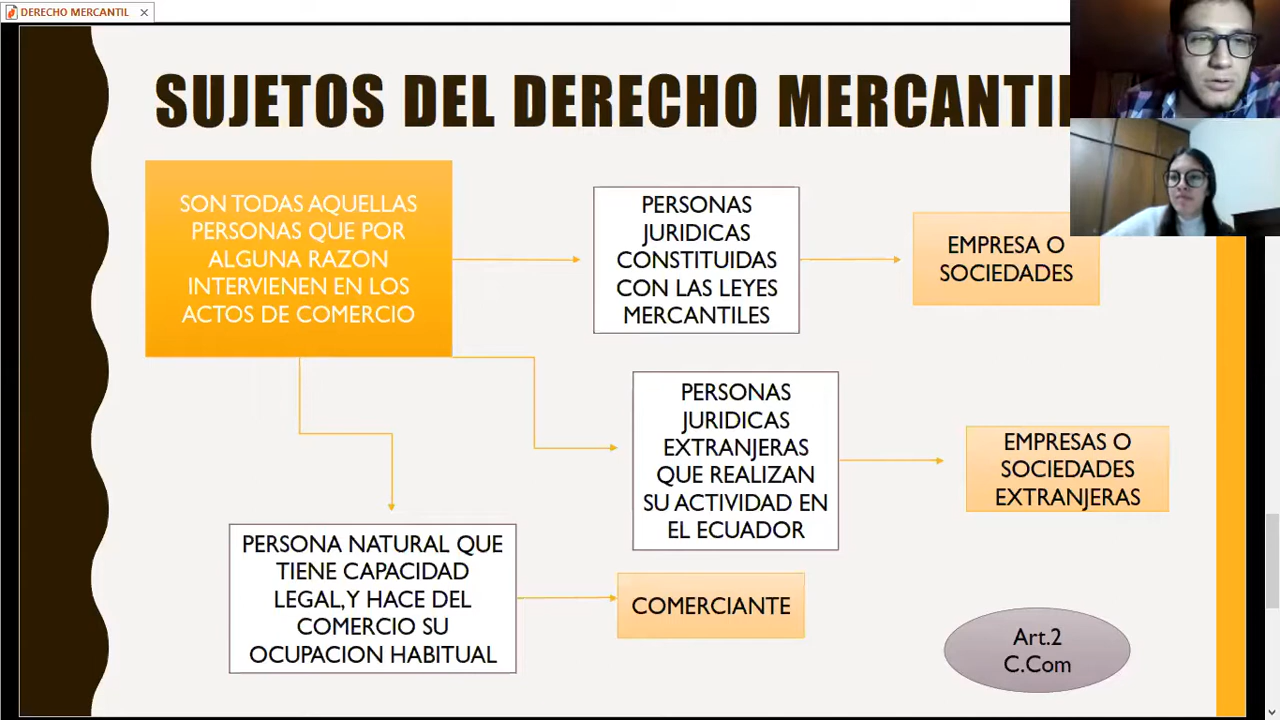 DERECHO MERCANTIL
SUJETOS DEL DERECHO MERCANTI
SON TODAS AQUELLAS
PERSONAS QUE POR
ALGUNA RAZON
INTERVIENEN EN LOS
ACTOS DE COMERCIO
PERSONAS
JURIDICAS
CONSTITUIDAS
CON LAS LEYES
MERCANTILES
EMPRESA O
SOCIEDADES
PERSONAS
JURIDICAS
EXTRANJERAS
QUE REALIZAN
SU ACTIVIDAD EN
EL ECUADOR
EMPRESAS O
SOCIEDADES
EXTRANJERAS
PERSONA NATURAL QUE
TIENE CAPACIDAD
LEGAL, Y HACE DEL
COMERCIO SU
OCUPACION HABITUAL
COMERCIANTE
Art.2
C.Com